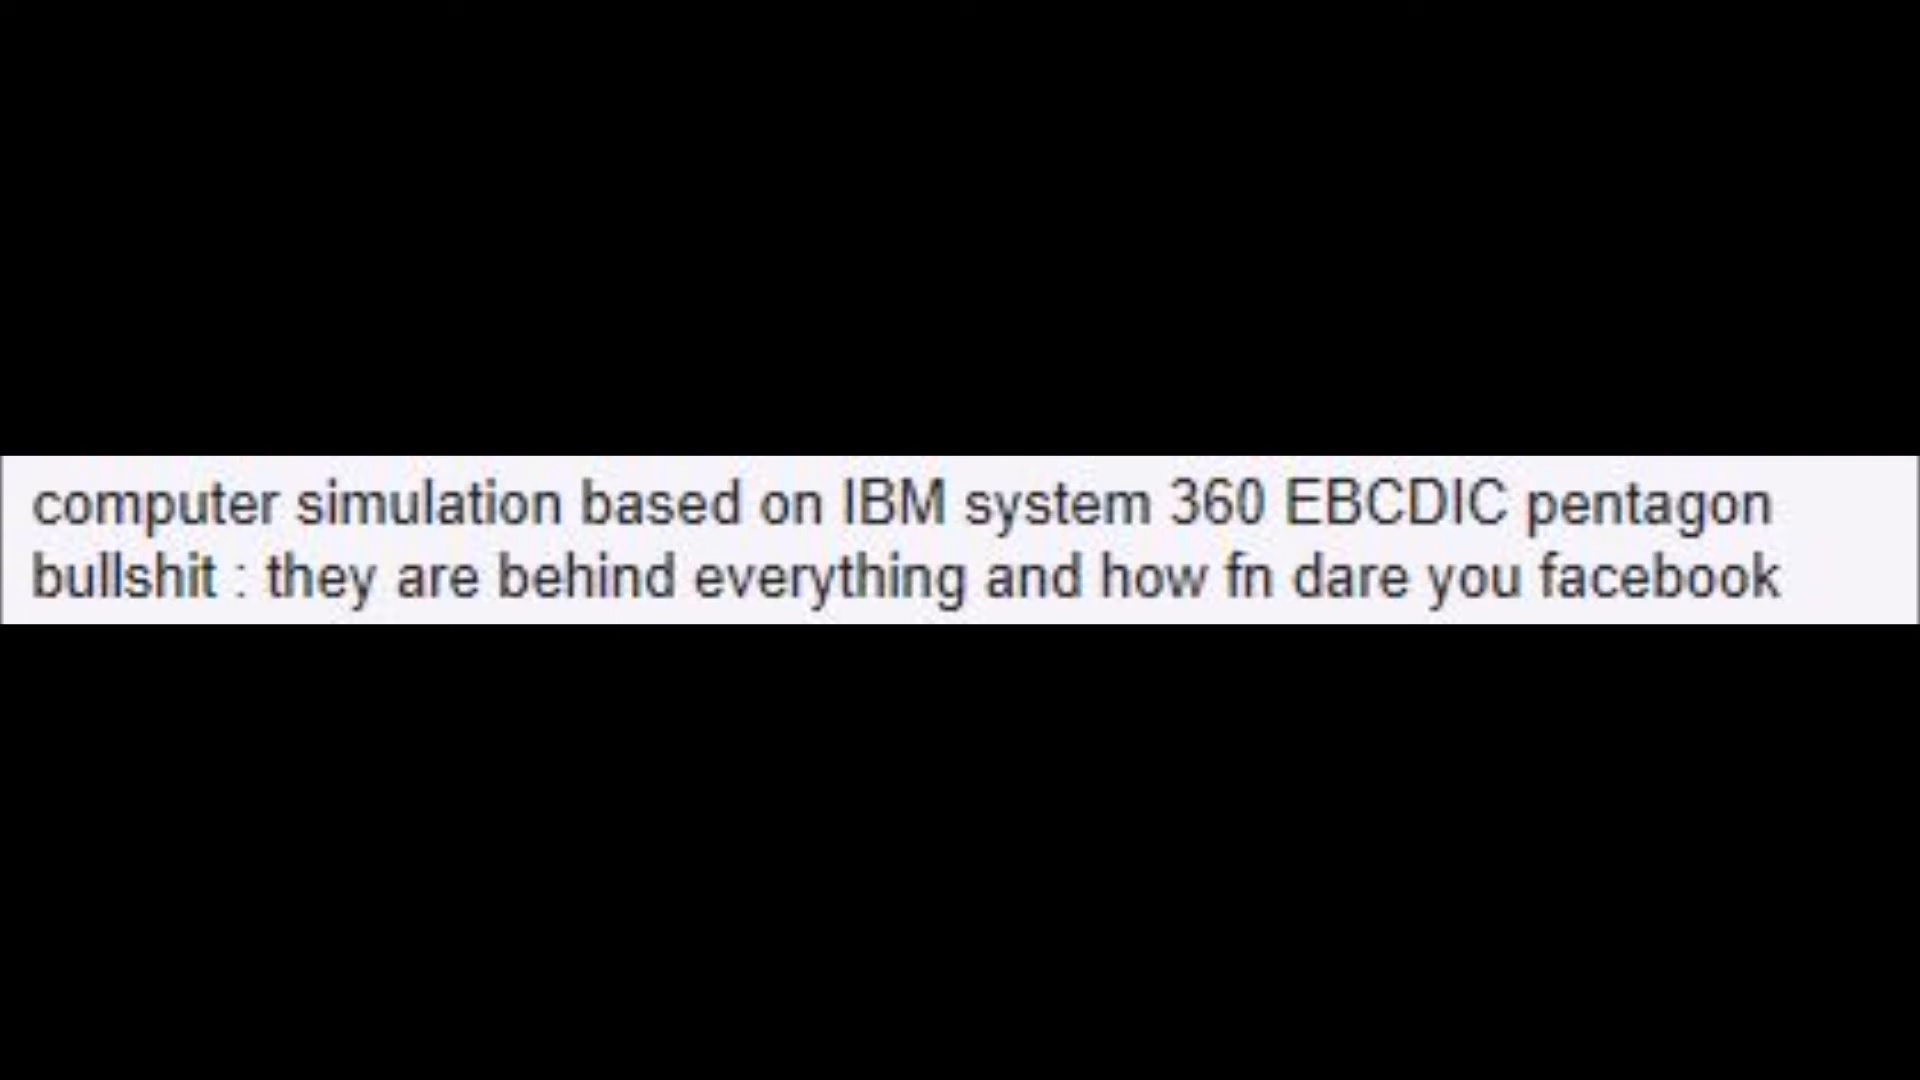 computer simulation based on IBM system 360 EBCDIC pentagon
bullshit : they are behind everything and how fn dare you facebook